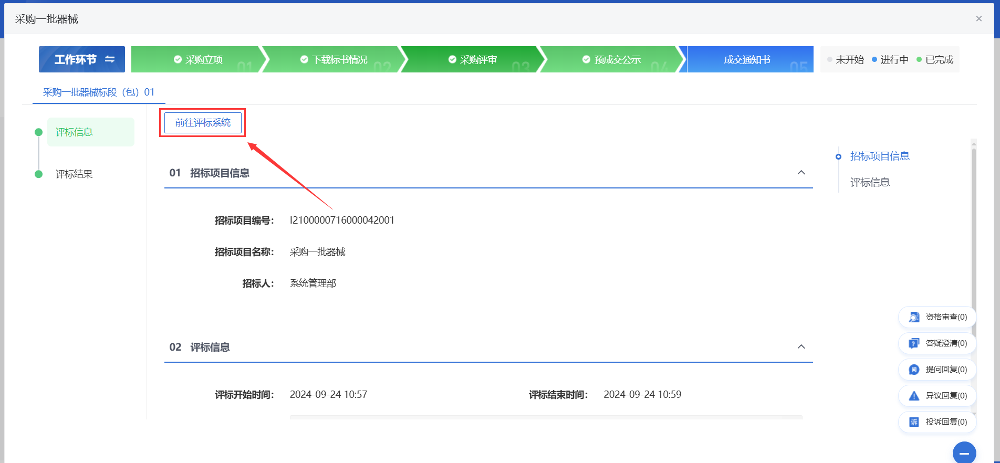 采购一批器械
工作环节
采购立项 01
下载标书情况 02
采购评审 03
预成交公示 04
成交通知书 05
未开始 进行中 已完成
采购一批器械标段（包）01
评标信息
评标结果
前往评标系统
01 招标项目信息
招标项目编号： I2100000716000042001
招标项目名称： 采购一批器械
招标人： 系统管理部
02 评标信息
评标开始时间： 2024-09-24 10:57 评标结束时间： 2024-09-24 10:59
招标项目信息
评标信息
资格审查(0)
? 答疑澄清(0)
问 提问回复(0)
! 异议回复(0)
诉 投诉回复(0)